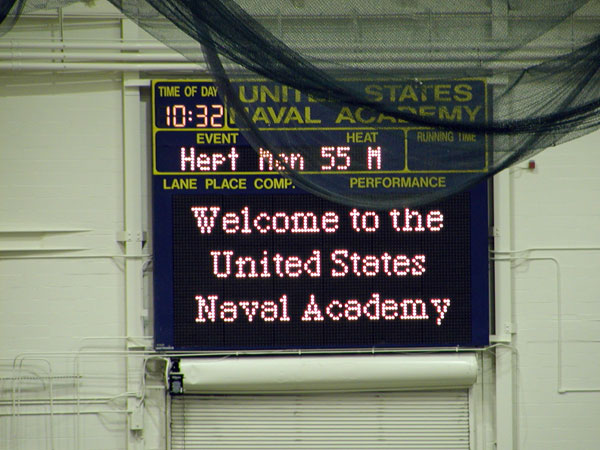 TIME OF DAY UNITED STATES
10:32 NAVAL ACADEMY
EVENT HEAT RUNNING TIME
Hept Men 55 M
LANE PLACE COMP. PERFORMANCE
Welcome to the
United States
Naval Academy